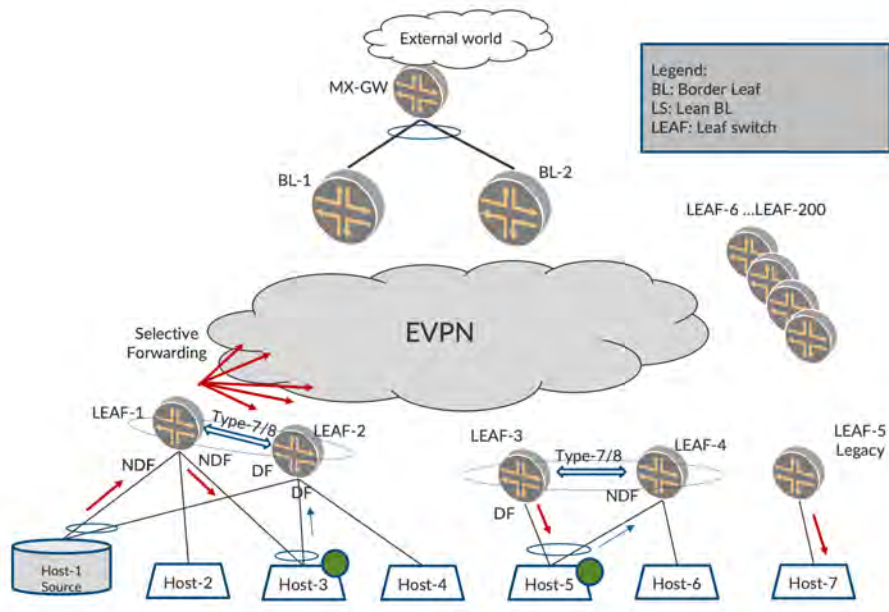 External world
MX-GW
Legend:
BL: Border Leaf
LS: Lean BL
LEAF: Leaf switch
BL-1
BL-2
LEAF-6 ...LEAF-200
EVPN
Selective
Forwarding
LEAF-1
Type-7/8
LEAF-2
LEAF-3
Type-7/8
LEAF-4
LEAF-5
Legacy
NDF
NDF
DF
DF
DF
NDF
Host-1
Source
Host-2
Host-3
Host-4
Host-5
Host-6
Host-7